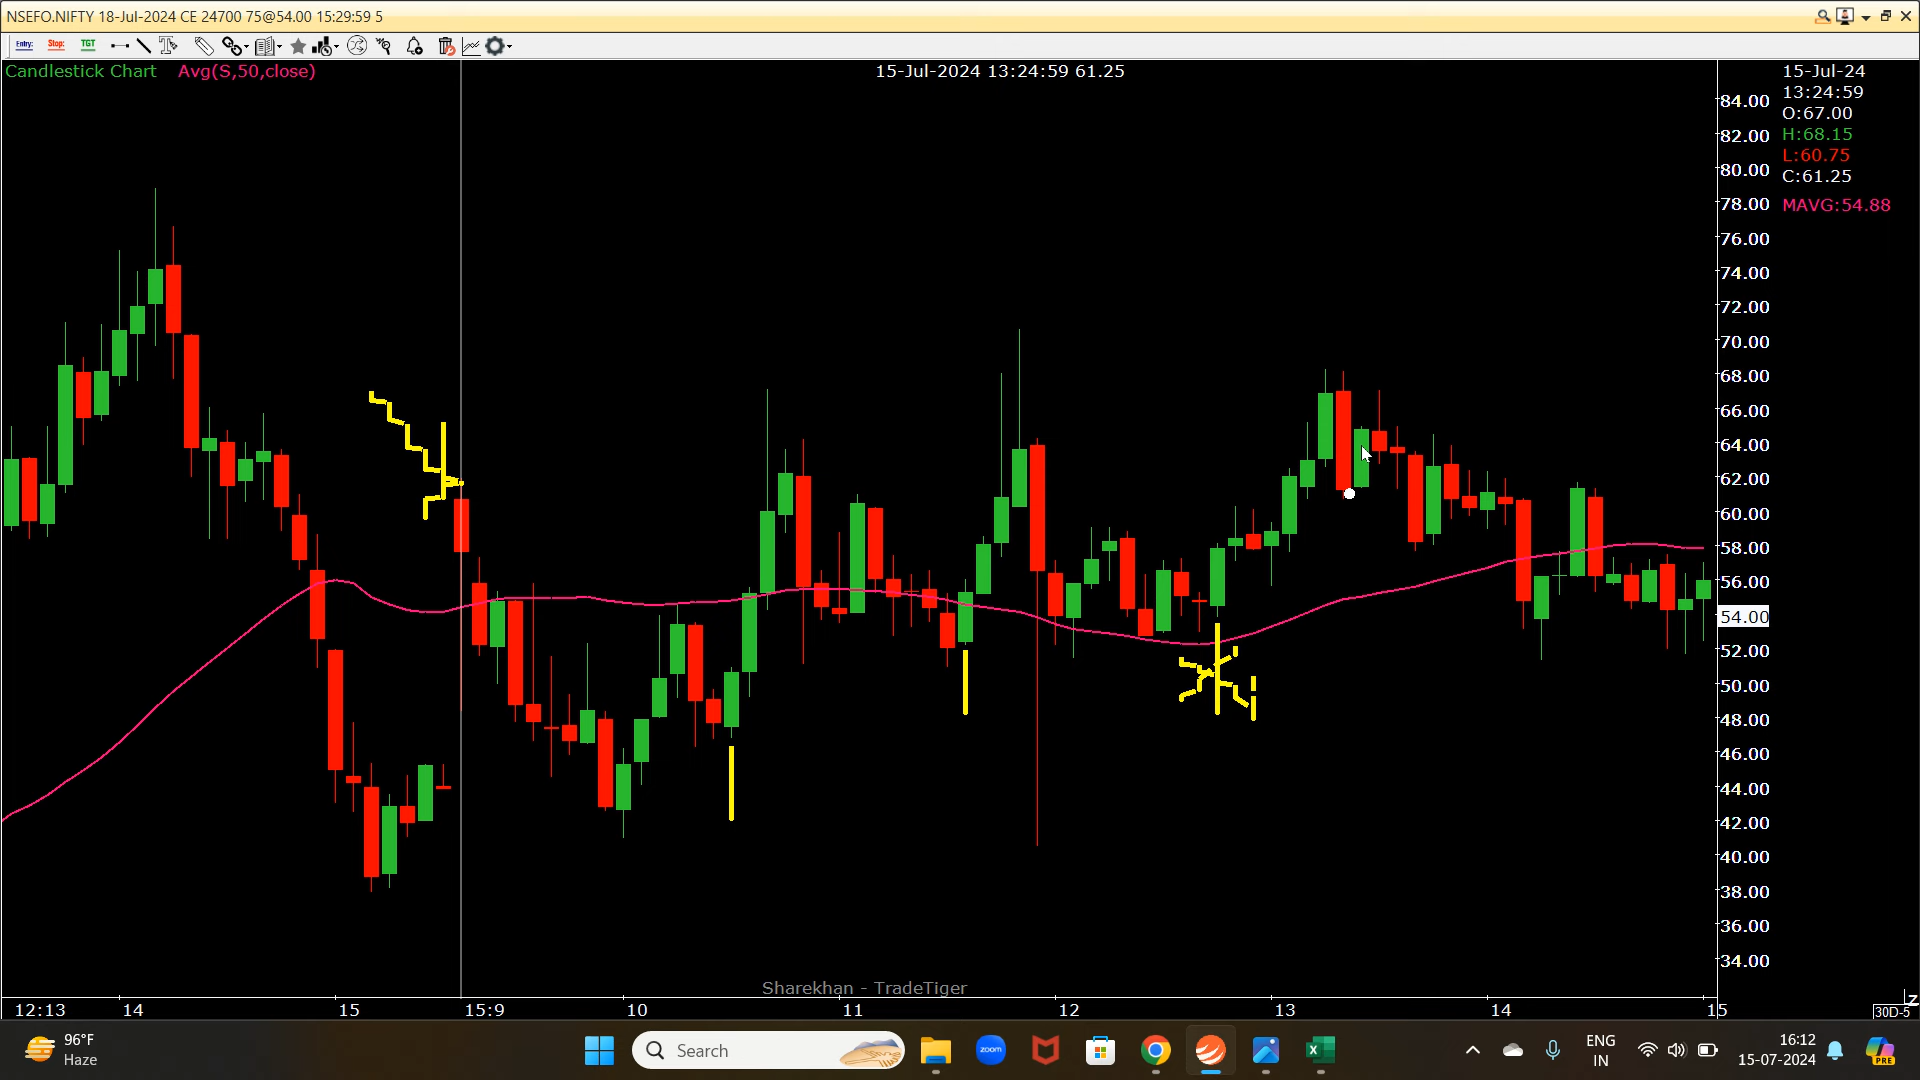 NSEFO.NIFTY 18-Jul-2024 CE 24700 75@54.00 15:29:59 5
Entry: Stop: TGT
Candlestick Chart Avg(S,50,close) 15-Jul-2024 13:24:59 61.25
15-Jul-24
13:24:59
O:67.00
H:68.15
L:60.75
C:61.25
MAVG:54.88
84.00
82.00
80.00
78.00
76.00
74.00
72.00
70.00
68.00
66.00
64.00
62.00
60.00
58.00
56.00
54.00
52.00
50.00
48.00
46.00
44.00
42.00
40.00
38.00
36.00
34.00
Sharekhan - TradeTiger
12:13 14 15 15:9 10 11 12 13 14 15
Z
30D-5
96°F
Haze
Search
zoom
ENG
IN
16:12
15-07-2024
PRE